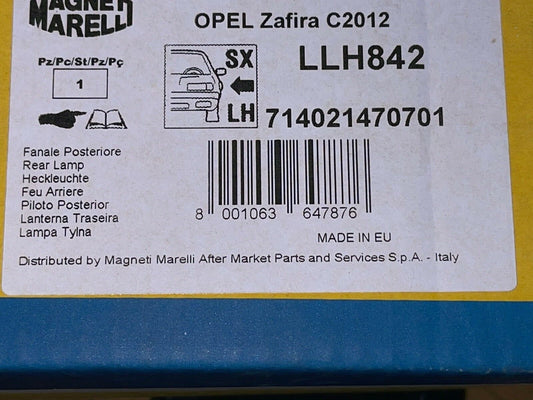 MAGNETI
MARELLI
OPEL Zafira C2012
Pz/Pc/St/Pz/Pç
1
SX
LH
LLH842
714021470701
Fanale Posteriore
Rear Lamp
Heckleuchte
Feu Arriere
Piloto Posterior
Lanterna Traseira
Lampa Tylna
8 001063 647876
MADE IN EU
Distributed by Magneti Marelli After Market Parts and Services S.p.A. - Italy